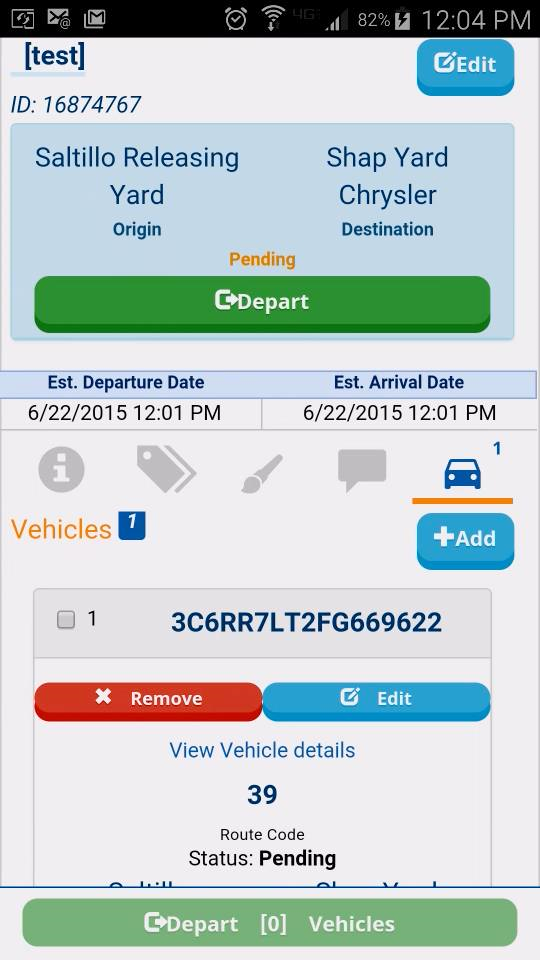 4G
82%
12:04 PM
[test]
Edit
ID: 16874767
Saltillo Releasing Yard
Shap Yard Chrysler
Origin
Destination
Pending
Depart
Est. Departure Date
Est. Arrival Date
6/22/2015 12:01 PM
6/22/2015 12:01 PM
1
Vehicles 1
Add
1
3C6RR7LT2FG669622
Remove
Edit
View Vehicle details
39
Route Code
Status: Pending
Depart [0] Vehicles